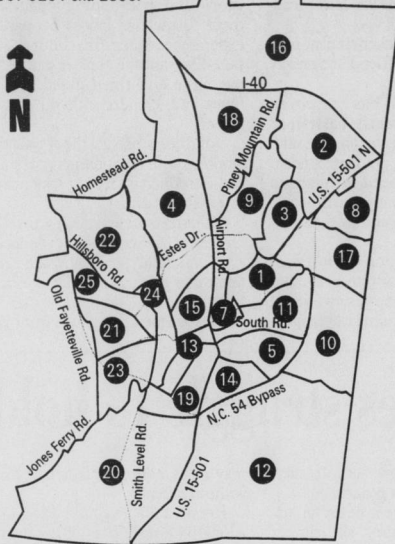 N
16
I-40
18
Piney Mountain Rd.
2
U.S. 15-501 N
Homestead Rd.
4
9
3
8
Estes Dr.
Airport Rd.
22
Hillsboro Rd.
17
25
24
1
Old Fayetteville Rd.
15
7
11
South Rd.
21
13
5
10
23
14
19
N.C. 54 Bypass
Jones Ferry Rd.
20
Smith Level Rd.
U.S. 15-501
12